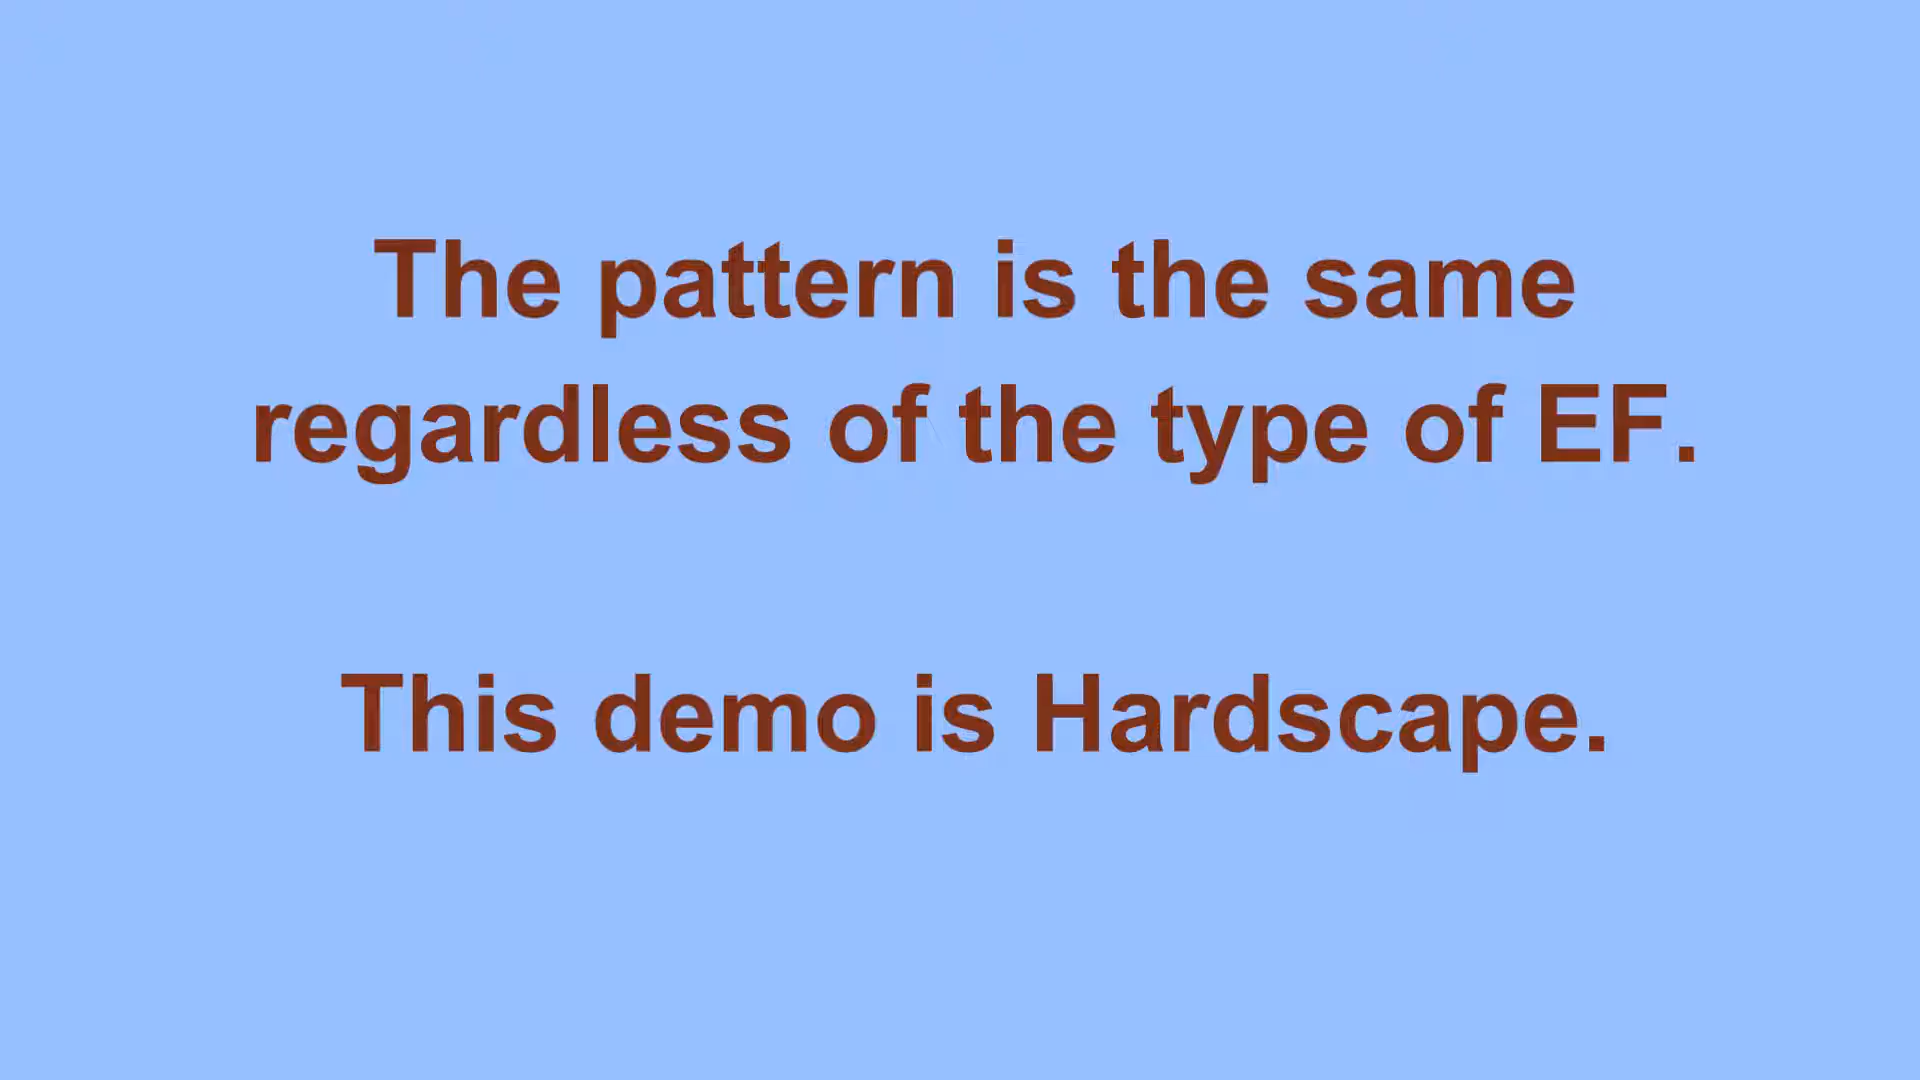 The pattern is the same
regardless of the type of EF.
This demo is Hardscape.